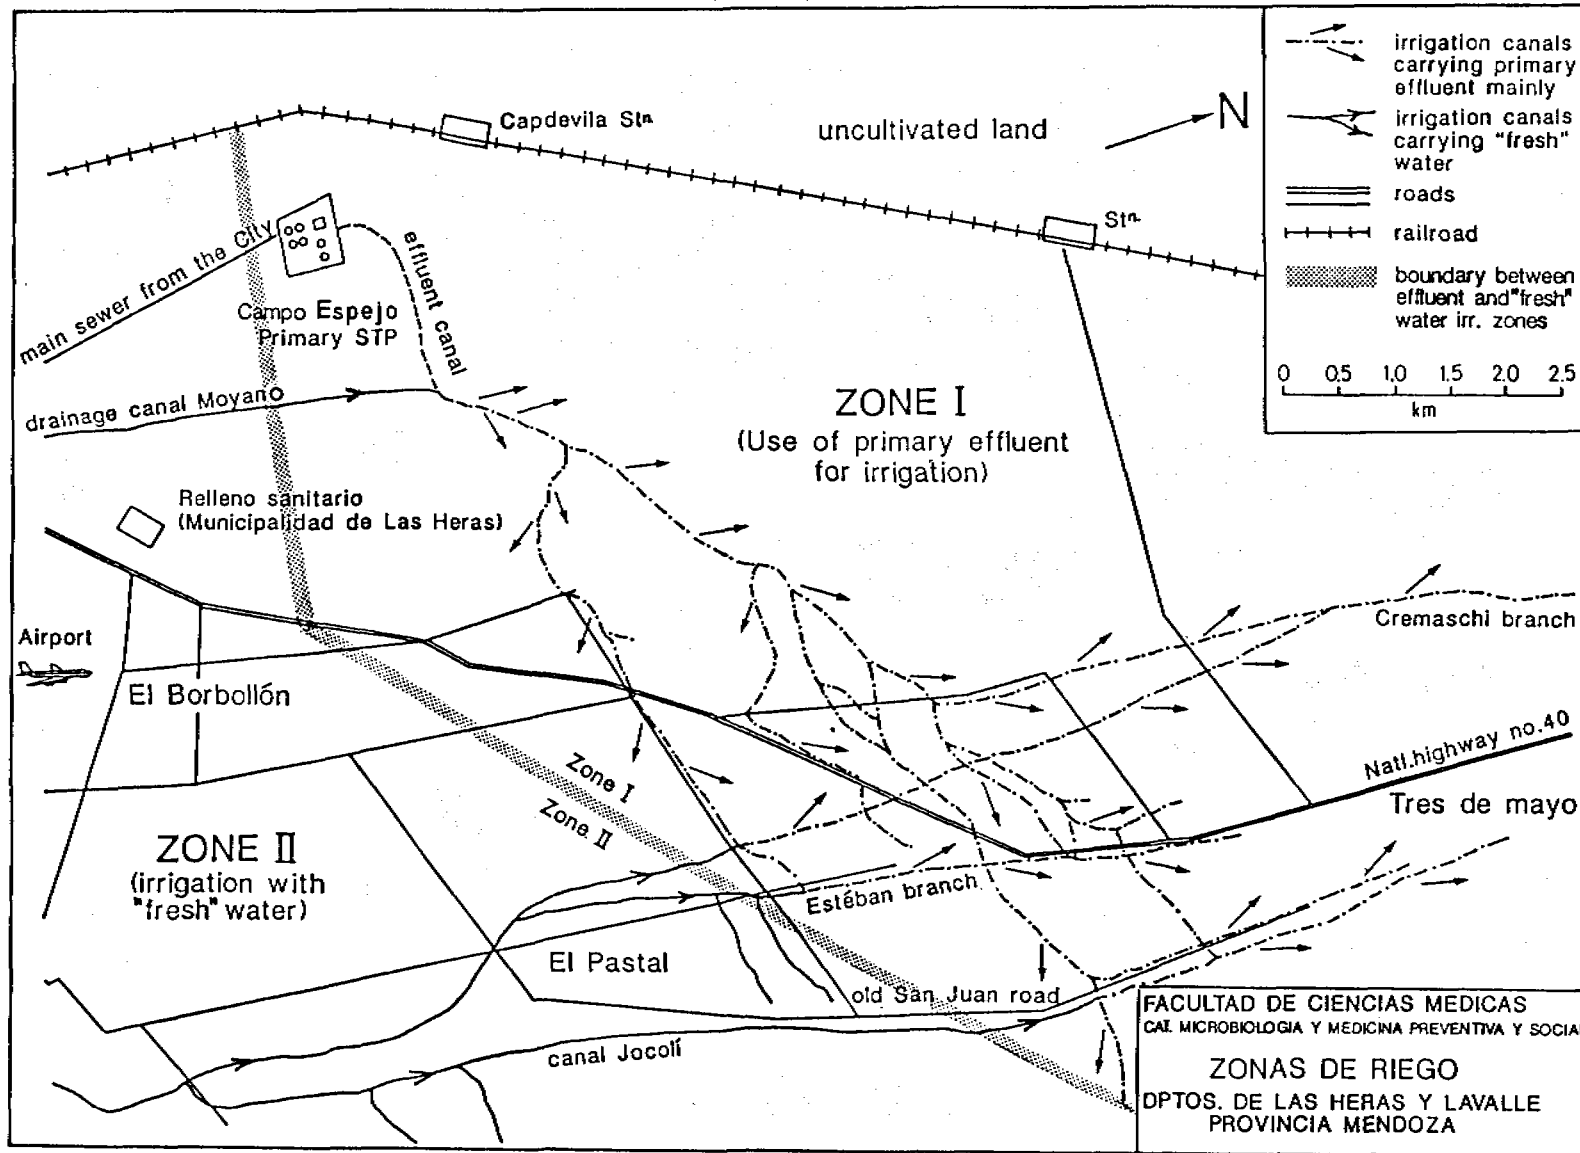 irrigation canals
carrying primary
effluent mainly
irrigation canals
carrying "fresh"
water
roads
railroad
boundary between
effluent and "fresh"
water irr. zones
0 0.5 1.0 1.5 2.0 2.5
km
N
Capdevila Stn.
uncultivated land
Stn.
main sewer from the City
effluent canal
Campo Espejo
Primary STP
drainage canal Moyano
ZONE I
(Use of primary effluent
for irrigation)
Relleno sanitario
(Municipalidad de Las Heras)
Airport
El Borbollón
Cremaschi branch
Natl.highway no.40
Tres de mayo
Zone I
Zone II
ZONE II
(irrigation with
"fresh" water)
Estéban branch
El Pastal
old San Juan road
canal Jocolí
FACULTAD DE CIENCIAS MEDICAS
CAT. MICROBIOLOGIA Y MEDICINA PREVENTIVA Y SOCIAL
ZONAS DE RIEGO
DPTOS. DE LAS HERAS Y LAVALLE
PROVINCIA MENDOZA